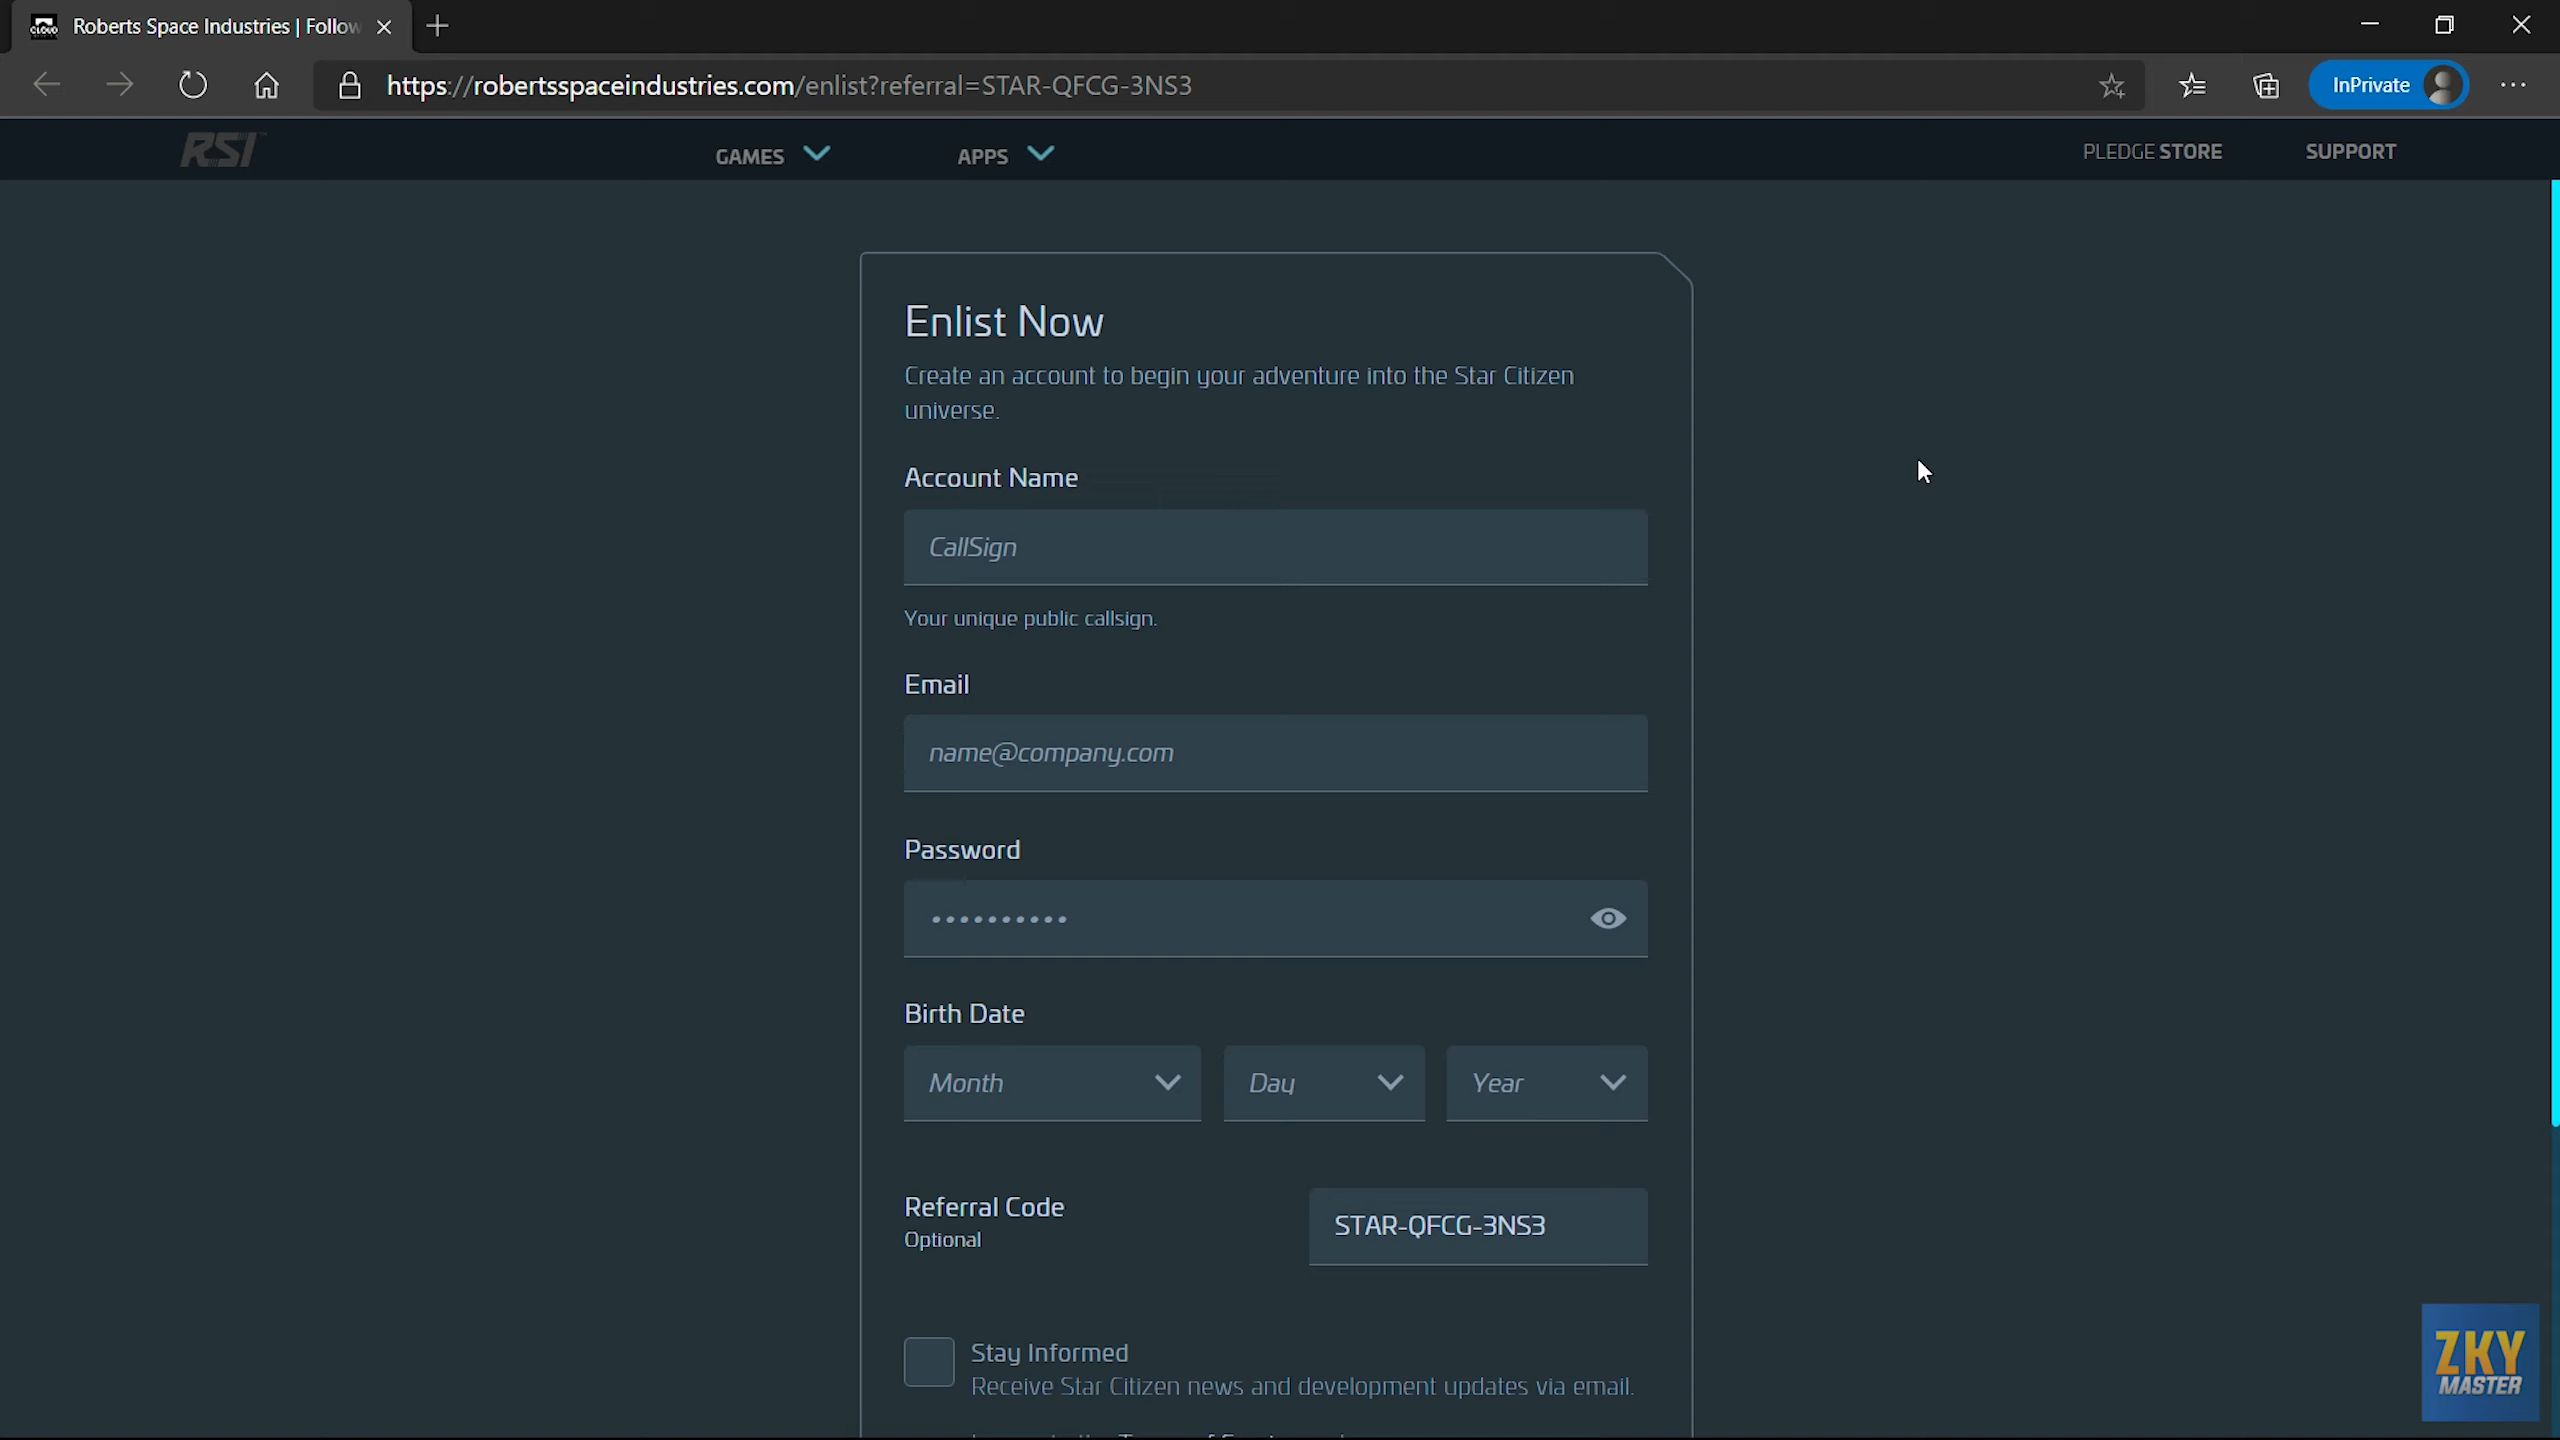 Roberts Space Industries | Follow
https://robertsspaceindustries.com/enlist?referral=STAR-QFCG-3NS3
InPrivate
RSI
GAMES
APPS
PLEDGE STORE
SUPPORT
Enlist Now
Create an account to begin your adventure into the Star Citizen
universe.
Account Name
CallSign
Your unique public callsign.
Email
name@company.com
Password
Birth Date
Month
Day
Year
Referral Code
Optional
STAR-QFCG-3NS3
Stay Informed
Receive Star Citizen news and development updates via email.
ZKY
MASTER